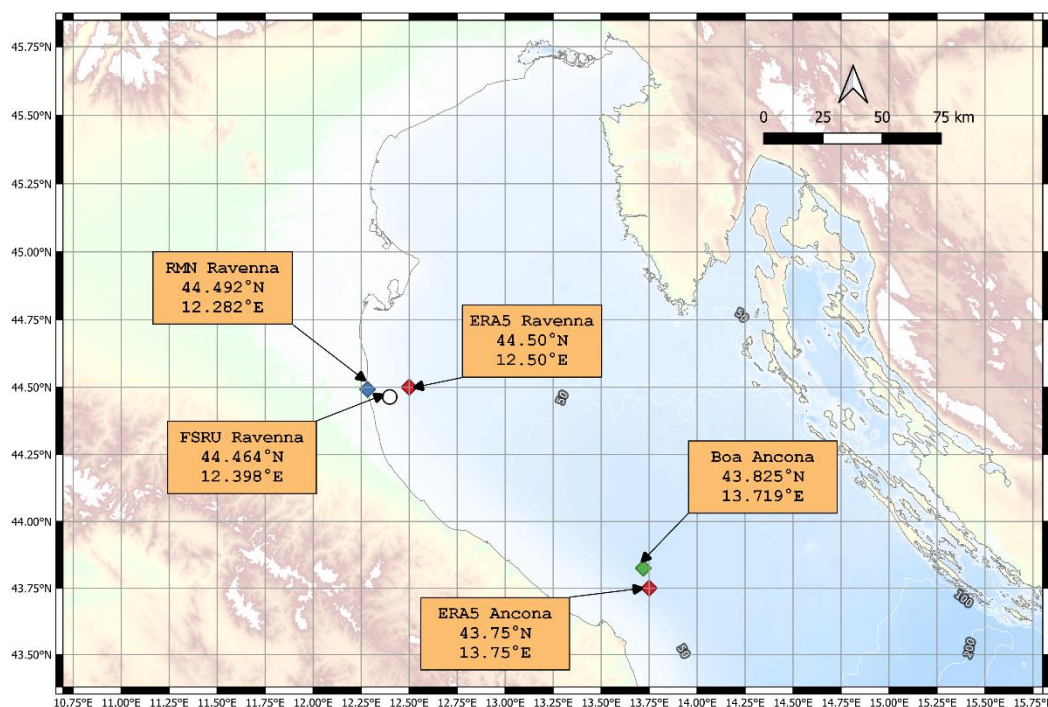 45.75°N
45.50°N
45.25°N
45.00°N
44.75°N
44.50°N
44.25°N
44.00°N
43.75°N
43.50°N
0 25 50 75 km
RMN Ravenna
44.492°N
12.282°E
ERA5 Ravenna
44.50°N
12.50°E
FSRU Ravenna
44.464°N
12.398°E
Boa Ancona
43.825°N
13.719°E
ERA5 Ancona
43.75°N
13.75°E
50
50
50
100
200
10.75°E 11.00°E 11.25°E 11.50°E 11.75°E 12.00°E 12.25°E 12.50°E 12.75°E 13.00°E 13.25°E 13.50°E 13.75°E 14.00°E 14.25°E 14.50°E 14.75°E 15.00°E 15.25°E 15.50°E 15.75°E